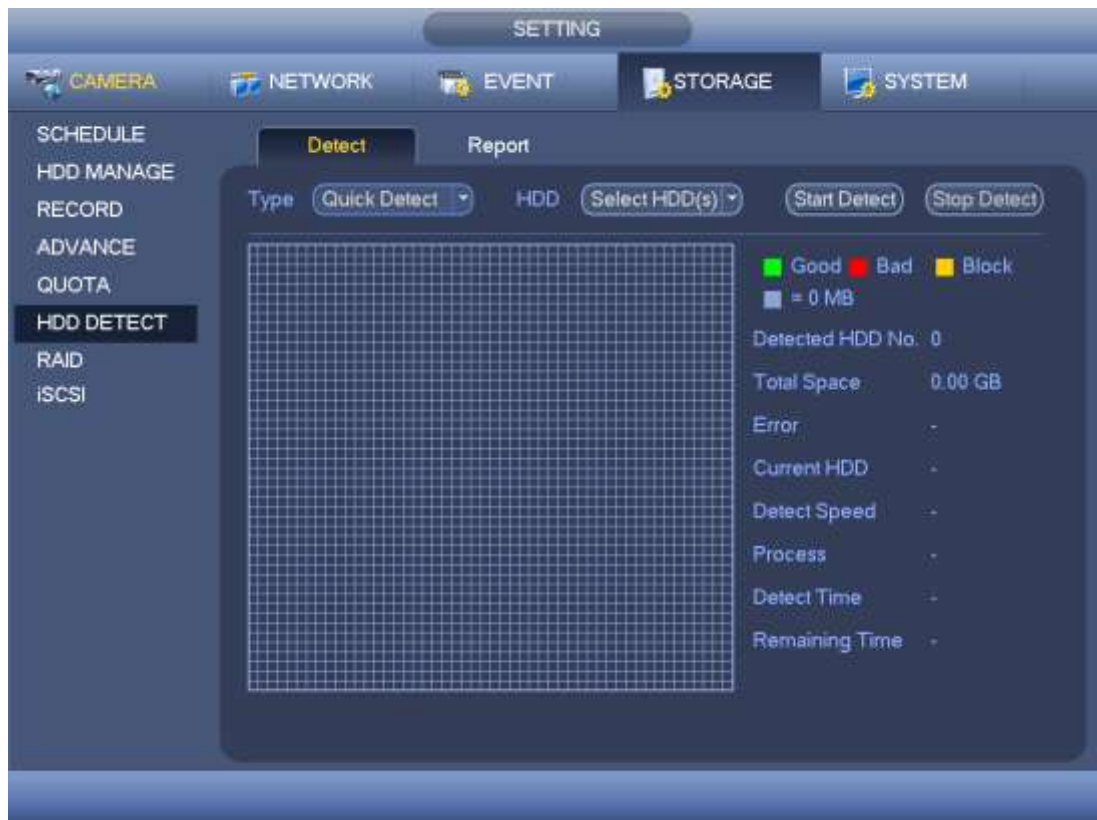 SETTING
CAMERA NETWORK EVENT STORAGE SYSTEM
SCHEDULE
HDD MANAGE
RECORD
ADVANCE
QUOTA
HDD DETECT
RAID
iSCSI
Detect Report
Type Quick Detect HDD Select HDD(s) Start Detect Stop Detect
Good Bad Block
= 0 MB
Detected HDD No. 0
Total Space 0.00 GB
Error -
Current HDD -
Detect Speed -
Process -
Detect Time -
Remaining Time -